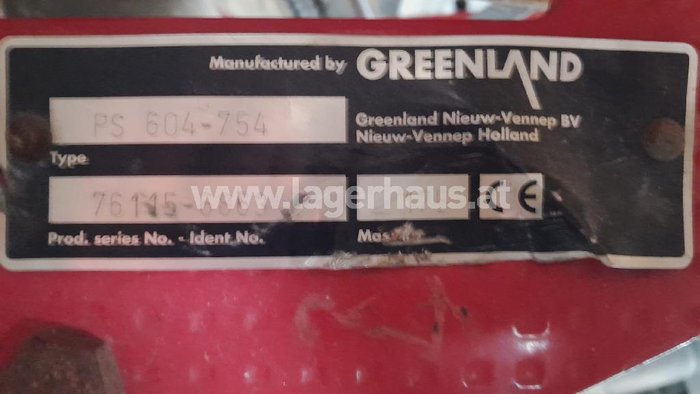 Manufactured by GREENLAND
PS 604-754
Greenland Nieuw-Vennep BV
Nieuw-Vennep Holland
Type
www.lagerhaus.at
CE
Prod. series No. - Ident No.